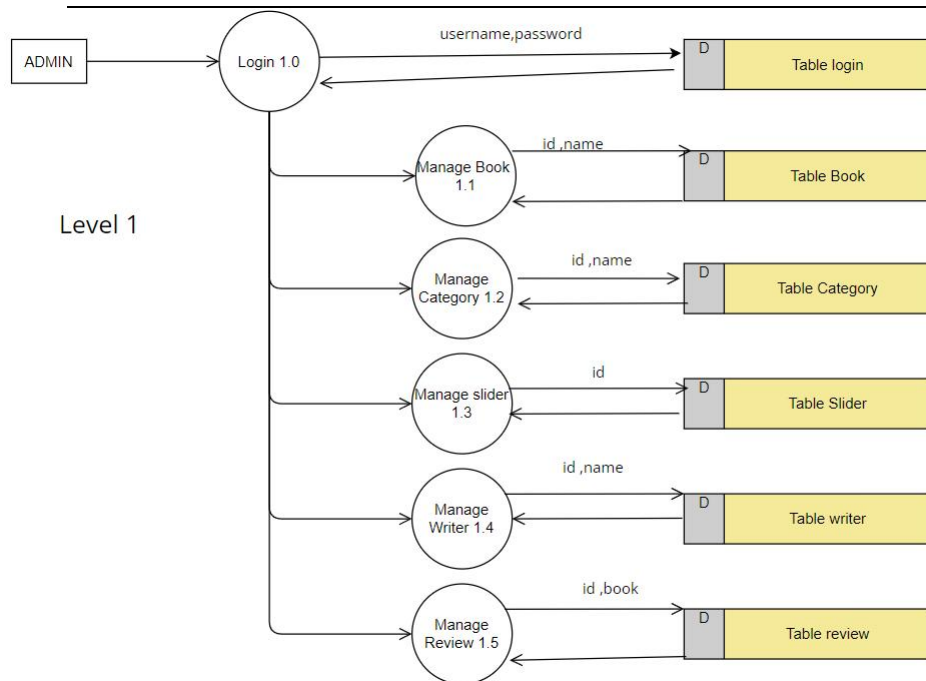 username,password
ADMIN
Login 1.0
D
Table login
id ,name
Manage Book
1.1
D
Table Book
Level 1
id ,name
Manage
Category 1.2
D
Table Category
id
Manage slider
1.3
D
Table Slider
id ,name
Manage
Writer 1.4
D
Table writer
id ,book
Manage
Review 1.5
D
Table review